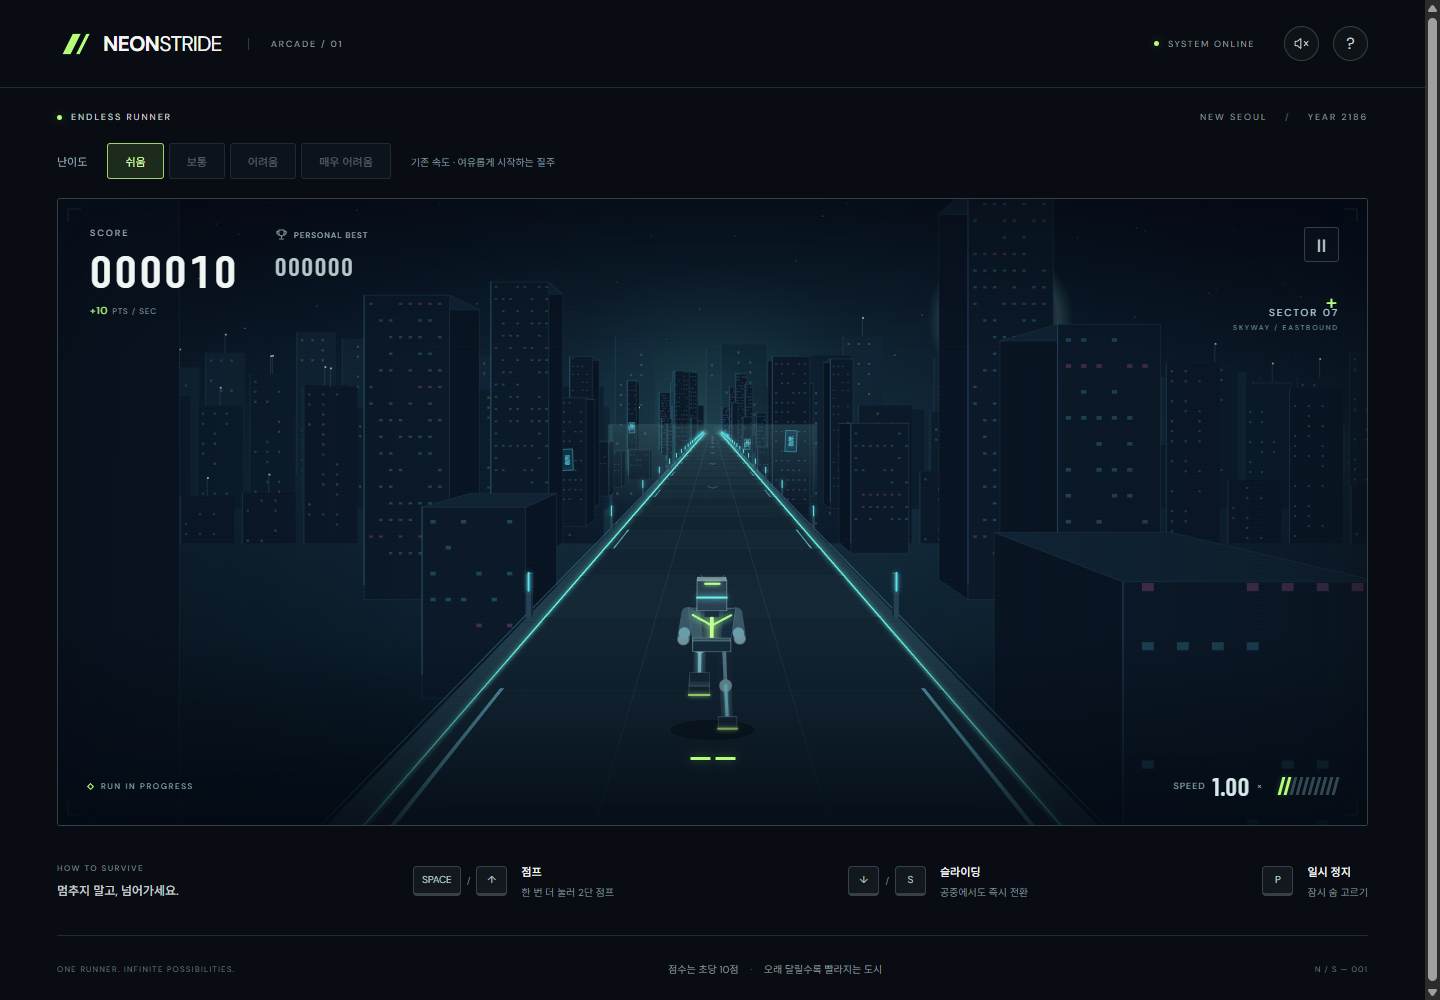 NEONSTRIDE
ARCADE / 01
SYSTEM ONLINE
?
ENDLESS RUNNER
NEW SEOUL / YEAR 2186
난이도
쉬움
보통
어려움
매우 어려움
기존 속도 · 여유롭게 시작하는 질주
SCORE
000010
+10 PTS / SEC
PERSONAL BEST
000000
SECTOR 07
SKYWAY / EASTBOUND
RUN IN PROGRESS
SPEED 1.00 ×
HOW TO SURVIVE
멈추지 말고, 넘어가세요.
SPACE / ↑
점프
한 번 더 눌러 2단 점프
↓ / S
슬라이딩
공중에서도 즉시 전환
P
일시 정지
잠시 숨 고르기
ONE RUNNER. INFINITE POSSIBILITIES.
점수는 초당 10점 · 오래 달릴수록 빨라지는 도시
N / S — 001